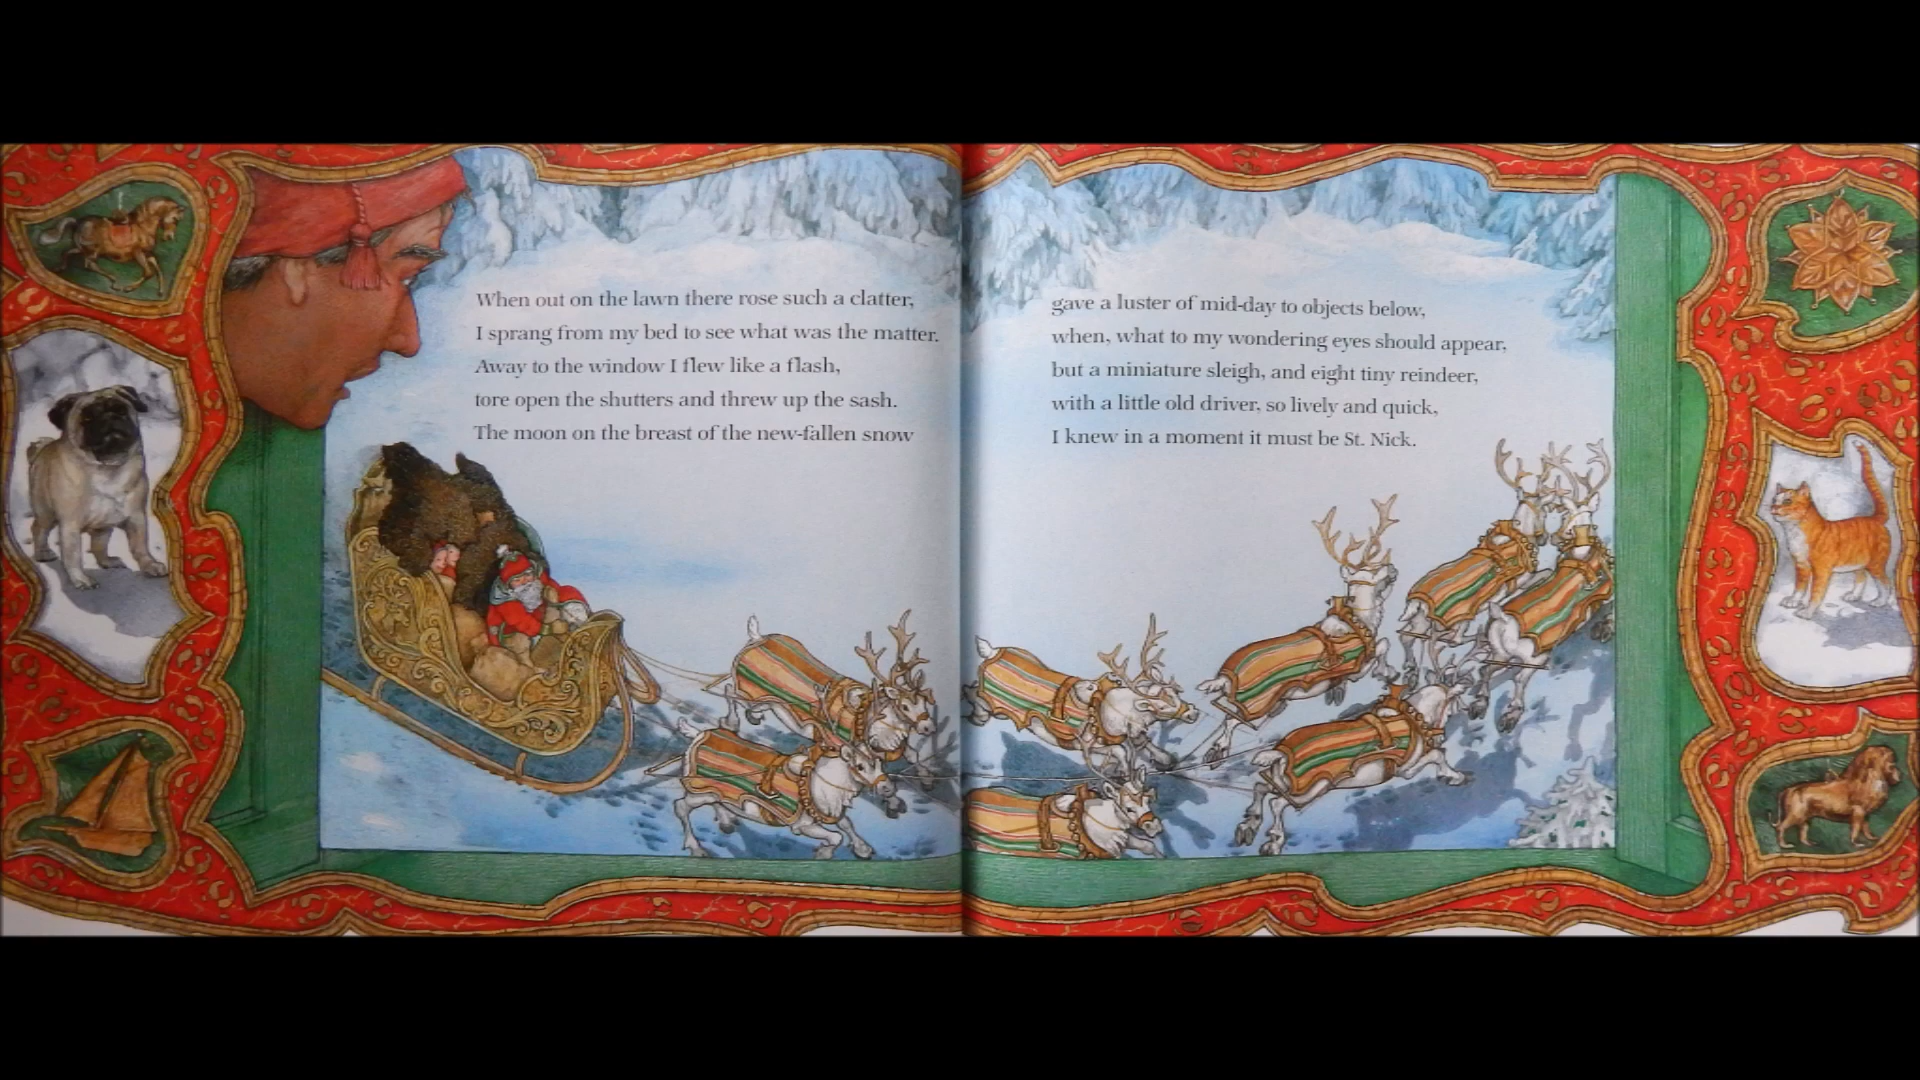 When out on the lawn there rose such a clatter,
I sprang from my bed to see what was the matter.
Away to the window I flew like a flash,
tore open the shutters and threw up the sash.
The moon on the breast of the new-fallen snow
gave a luster of mid-day to objects below,
when, what to my wondering eyes should appear,
but a miniature sleigh, and eight tiny reindeer,
with a little old driver, so lively and quick,
I knew in a moment it must be St. Nick.